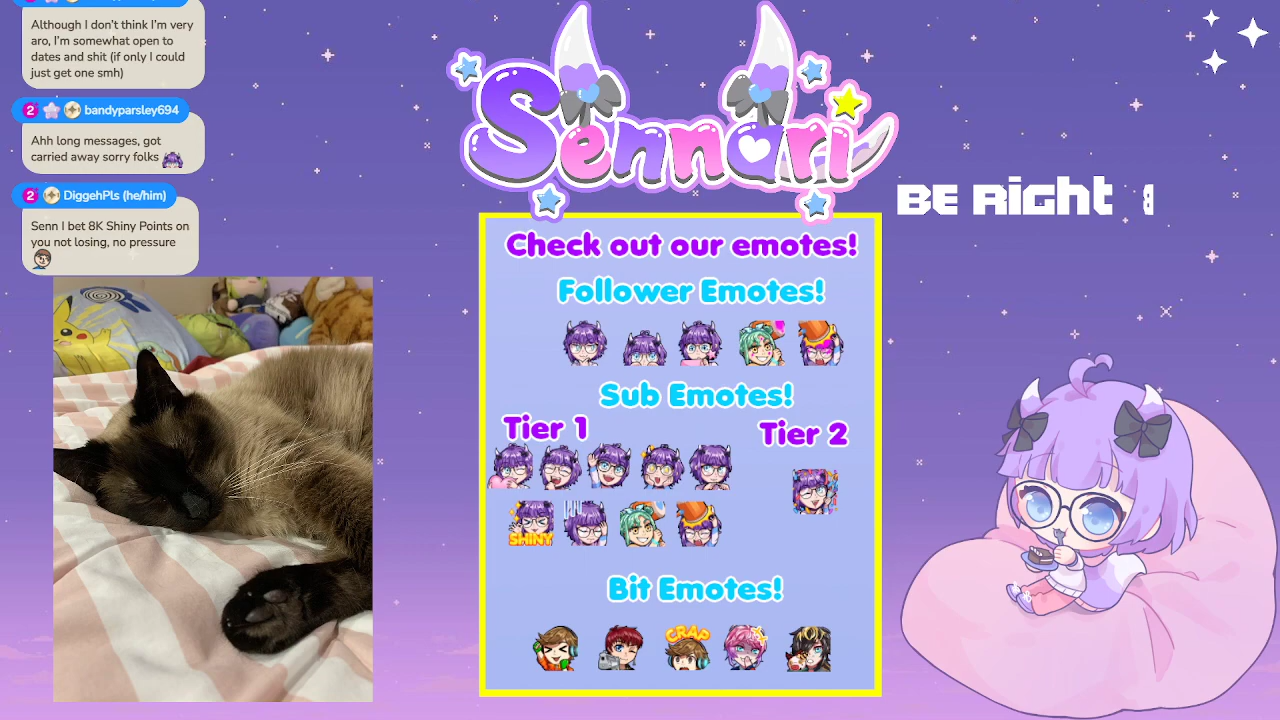 Although I don't think I'm very
aro, I'm somewhat open to
dates and shit (if only I could
just get one smh)
2 bandyparsley694
Ahh long messages, got
carried away sorry folks
2 DiggehPls (he/him)
Senn I bet 8K Shiny Points on
you not losing, no pressure
Sennari
BE Right
Check out our emotes!
Follower Emotes!
Sub Emotes!
Tier 1
Tier 2
SHINY
Bit Emotes!
CRAP